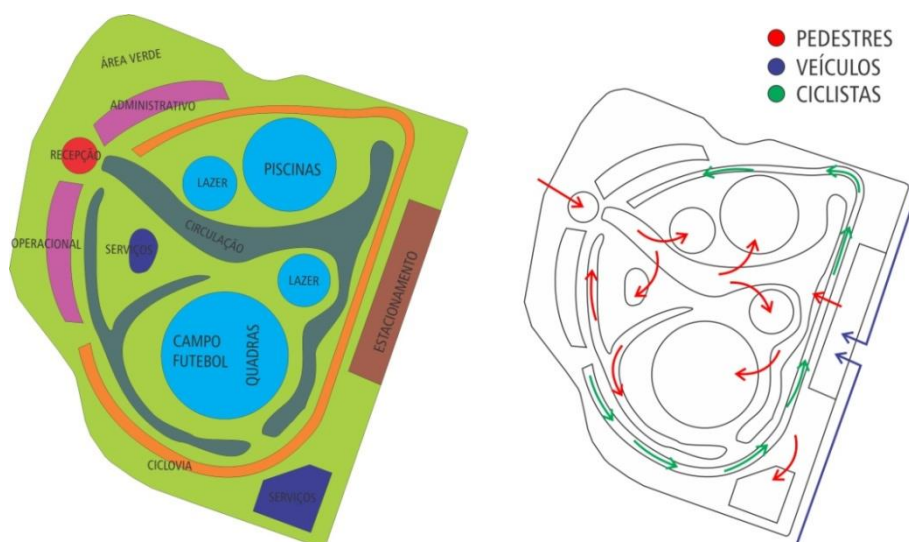 ÁREA VERDE
ADMINISTRATIVO
RECEPÇÃO
PISCINAS
LAZER
OPERACIONAL
SERVIÇOS
CIRCULAÇÃO
LAZER
ESTACIONAMENTO
CAMPO
FUTEBOL
QUADRAS
CICLOVIA
SERVIÇOS
PEDESTRES
VEÍCULOS
CICLISTAS